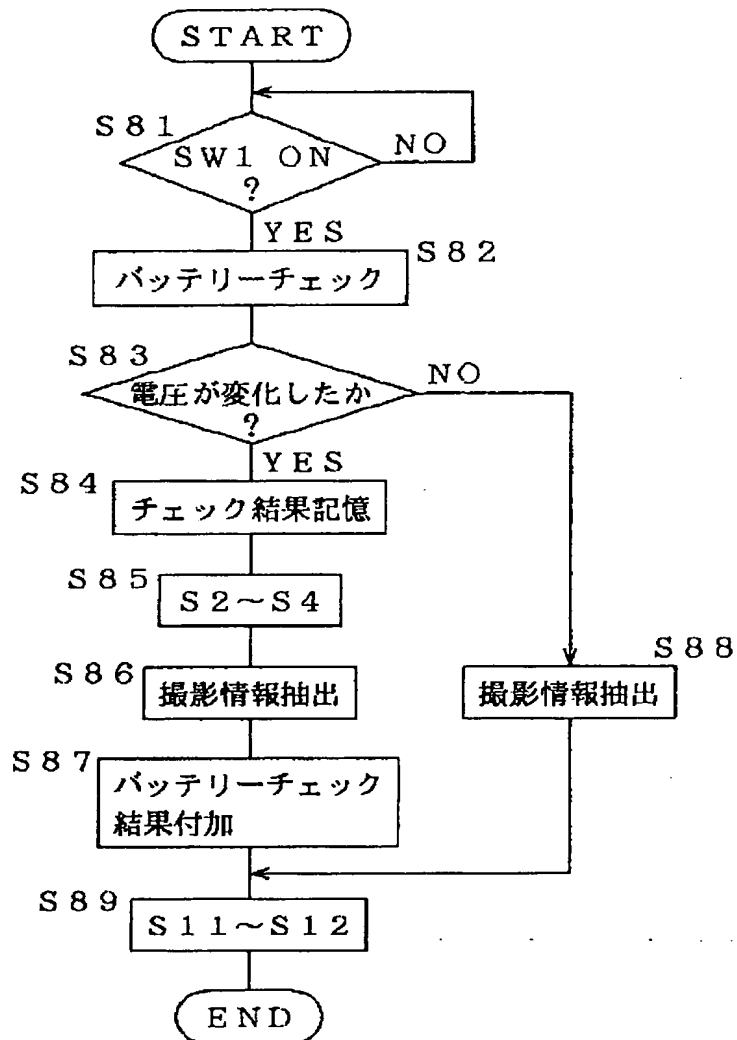 START
S81
SW1 ON
?
NO
YES
S82
バッテリーチェック
S83
電圧が変化したか
?
NO
YES
S84
チェック結果記憶
S85
S2～S4
S86
撮影情報抽出
S88
撮影情報抽出
S87
バッテリーチェック
結果付加
S89
S11～S12
END